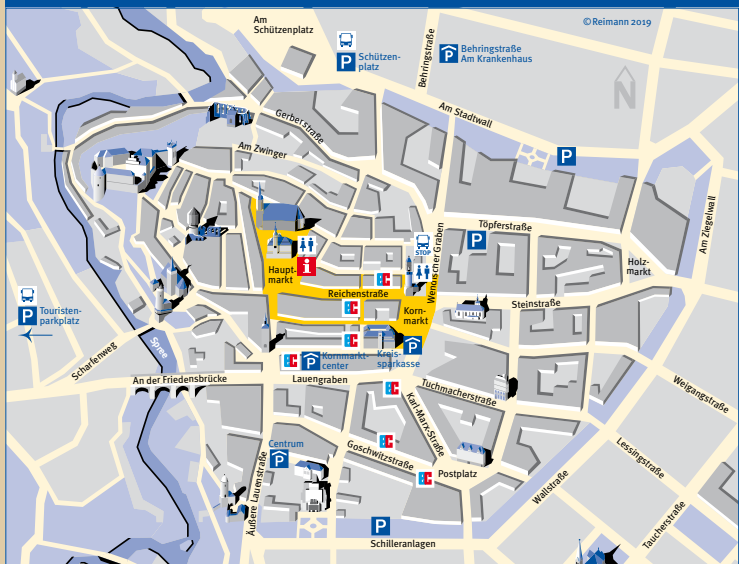 Am
Schützenplatz
© Reimann 2019
Behringstraße
P
Schützen-
platz
P
Behringstraße
Am Krankenhaus
N
Am Stadtwall
Gerberstraße
Am Zwinger
P
Am Ziegelwall
Wendischer Graben
STOP
P
Töpferstraße
Holz-
markt
i
Haupt-
markt
Reichenstraße
Korn-
markt
Steinstraße
P
Touristen-
parkplatz
Scharfenweg
Spree
P
Kornmarkt-
center
Kreis-
sparkasse
P
An der Friedensbrücke
Lauengraben
Tuchmacherstraße
Weigangstraße
Karl-Marx-Straße
Goschwitzstraße
Centrum
P
Postplatz
Lessingstraße
Wallstraße
Äußere Lauenstraße
Taucherstraße
P
Schilleranlagen